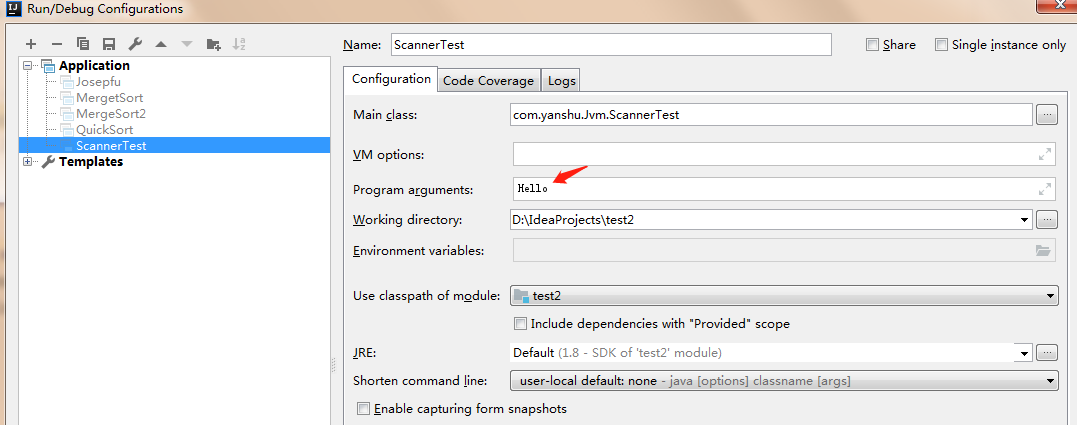 Run/Debug Configurations
Name: ScannerTest Share Single instance only
Application
Josepfu
MergetSort
MergeSort2
QuickSort
ScannerTest
Templates
Configuration Code Coverage Logs
Main class: com.yanshu.Jvm.ScannerTest ...
VM options:
Program arguments: Hello
Working directory: D:\IdeaProjects\test2 ...
Environment variables:
Use classpath of module: test2
Include dependencies with "Provided" scope
JRE: Default (1.8 - SDK of 'test2' module) ...
Shorten command line: user-local default: none - java [options] classname [args]
Enable capturing form snapshots